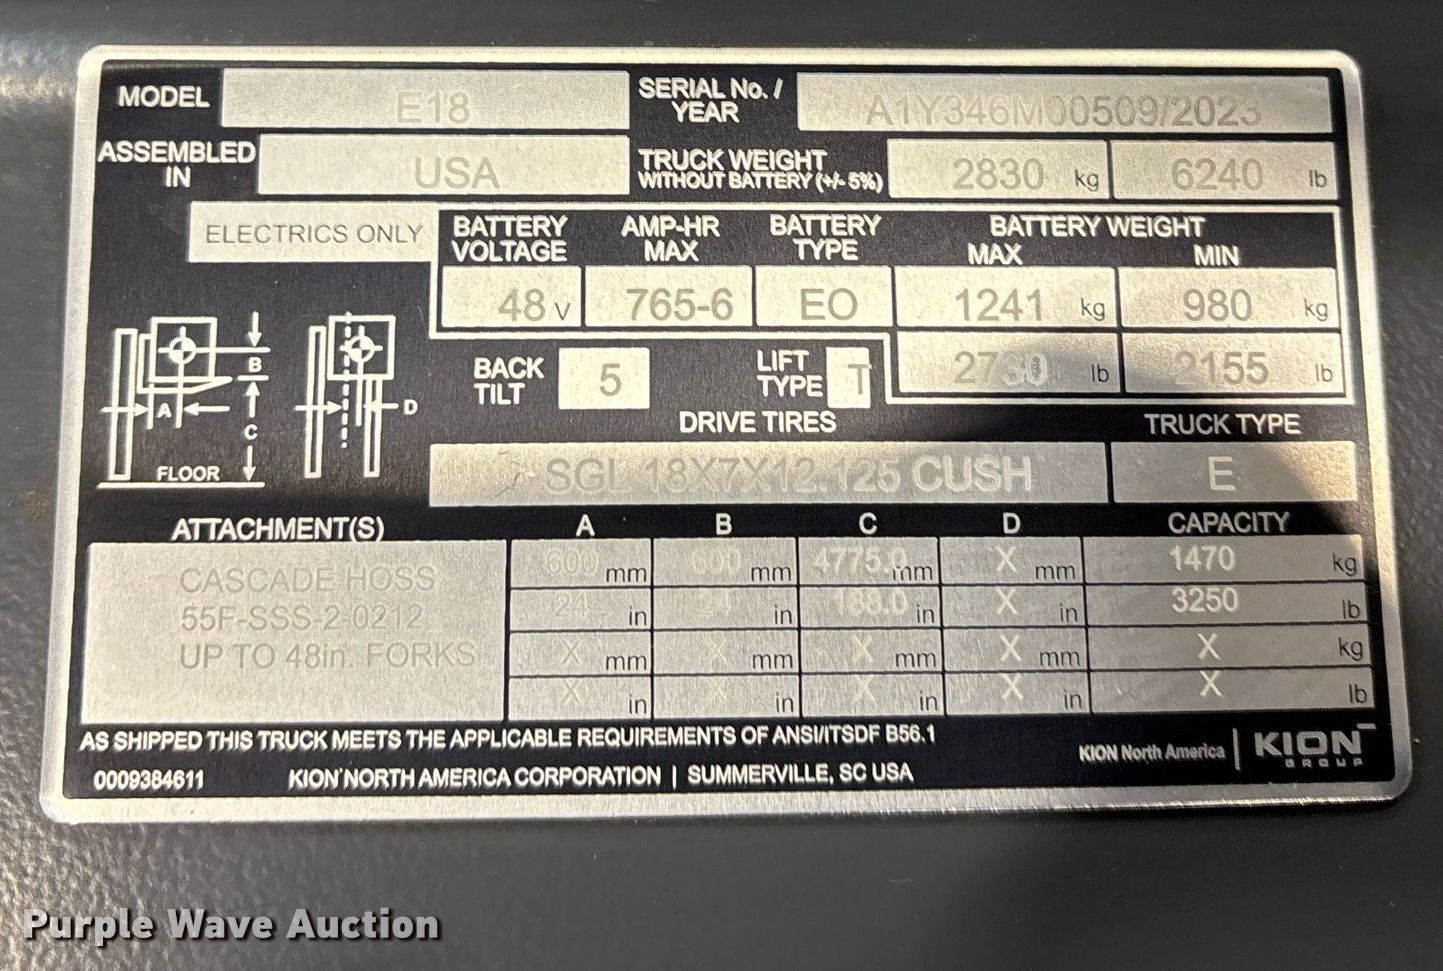 MODEL E18 SERIAL No. / YEAR A1Y346M00509/2023
ASSEMBLED IN USA TRUCK WEIGHT WITHOUT BATTERY (+/- 5%) 2830 kg 6240 lb
ELECTRICS ONLY BATTERY VOLTAGE AMP-HR MAX BATTERY TYPE BATTERY WEIGHT MAX MIN
48 V 765-6 EO 1241 kg 980 kg
BACK TILT 5 LIFT TYPE T 2730 lb 2155 lb
B
A
D
C
FLOOR
DRIVE TIRES TRUCK TYPE
SGL 18X7X12.125 CUSH E
ATTACHMENT(S) A B C D CAPACITY
CASCADE HOSS
55F-SSS-2-0212
UP TO 48in. FORKS
600 mm 600 mm 4775.0 mm X mm 1470 kg
24 in in 188.0 in X in 3250 lb
X mm X mm X mm X mm X kg
X in X in X in X in X lb
AS SHIPPED THIS TRUCK MEETS THE APPLICABLE REQUIREMENTS OF ANSI/ITSDF B56.1
0009384611 KION NORTH AMERICA CORPORATION | SUMMERVILLE, SC USA
KION North America | KION GROUP
Purple Wave Auction